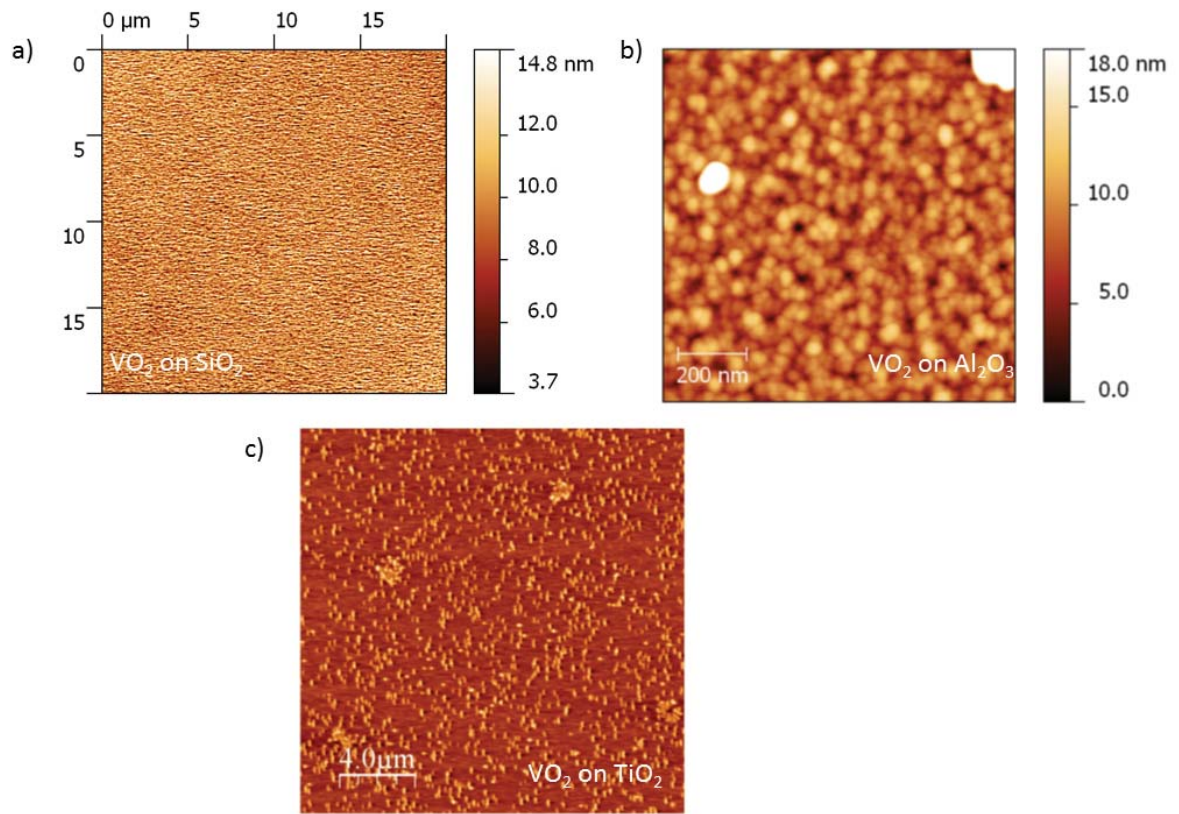 0 µm 5 10 15
a)
0
5
10
15
14.8 nm
12.0
10.0
8.0
6.0
3.7
VO₂ on SiO₂
b)
18.0 nm
15.0
10.0
5.0
0.0
200 nm
VO₂ on Al₂O₃
c)
4.0µm
VO₂ on TiO₂